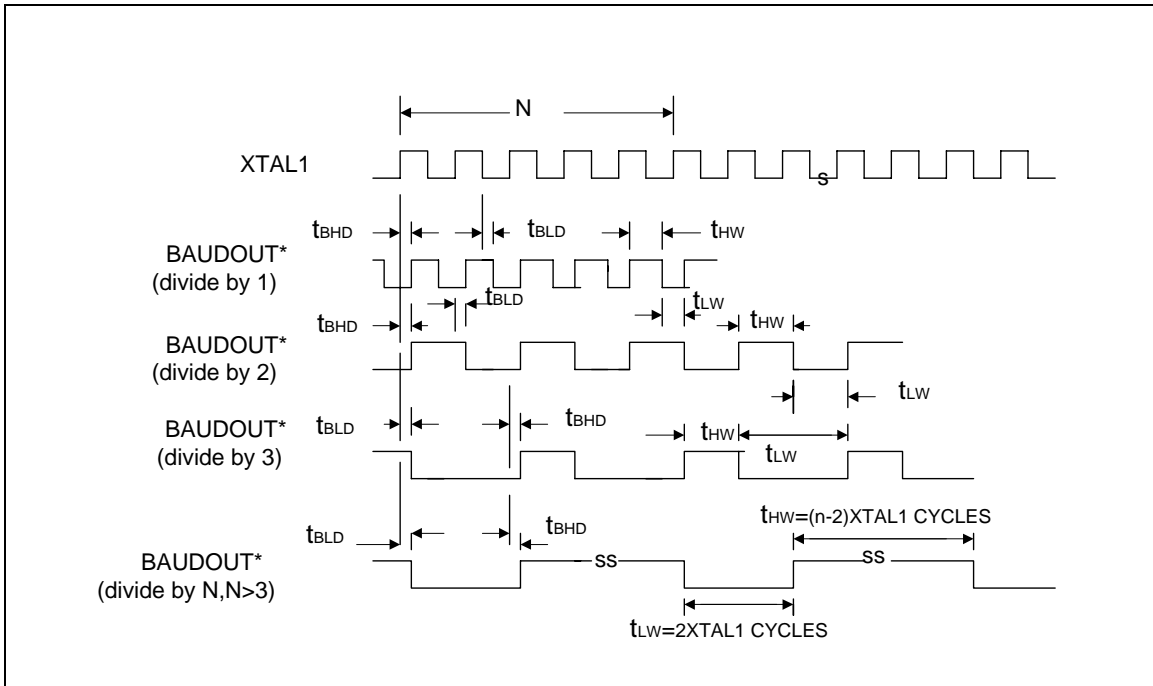 N
XTAL1
s
tBHD
tBLD
tHW
BAUDOUT*
(divide by 1)
tBLD
tLW
tBHD
tHW
BAUDOUT*
(divide by 2)
tLW
tBLD
tBHD
tHW
BAUDOUT*
(divide by 3)
tLW
tHW=(n-2)XTAL1 CYCLES
tBLD
tBHD
BAUDOUT*
(divide by N,N>3)
ss
ss
tLW=2XTAL1 CYCLES